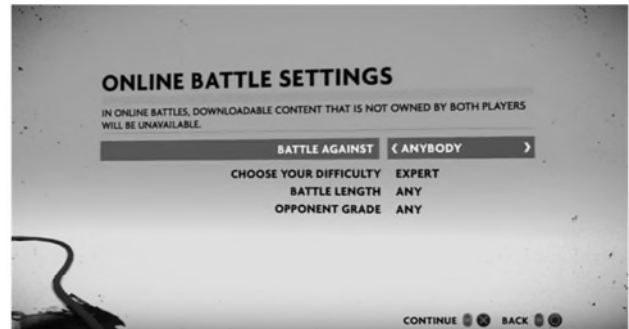 ONLINE BATTLE SETTINGS
IN ONLINE BATTLES, DOWNLOADABLE CONTENT THAT IS NOT OWNED BY BOTH PLAYERS
WILL BE UNAVAILABLE.
BATTLE AGAINST ‹ ANYBODY ›
CHOOSE YOUR DIFFICULTY EXPERT
BATTLE LENGTH ANY
OPPONENT GRADE ANY
CONTINUE BACK